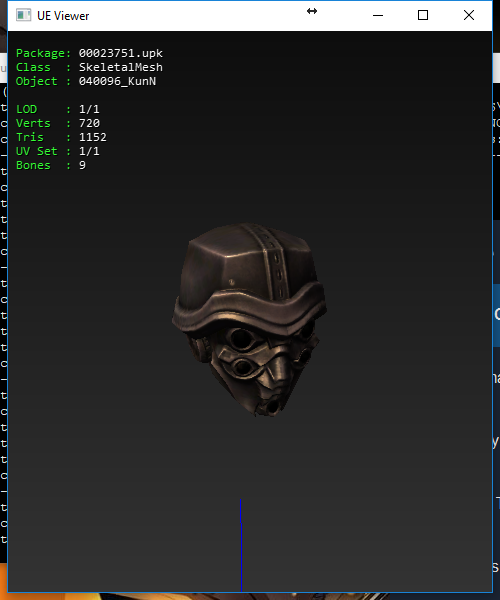 UE Viewer
Package: 00023751.upk
Class : SkeletalMesh
Object : 040096_KunN
LOD : 1/1
Verts : 720
Tris : 1152
UV Set : 1/1
Bones : 9